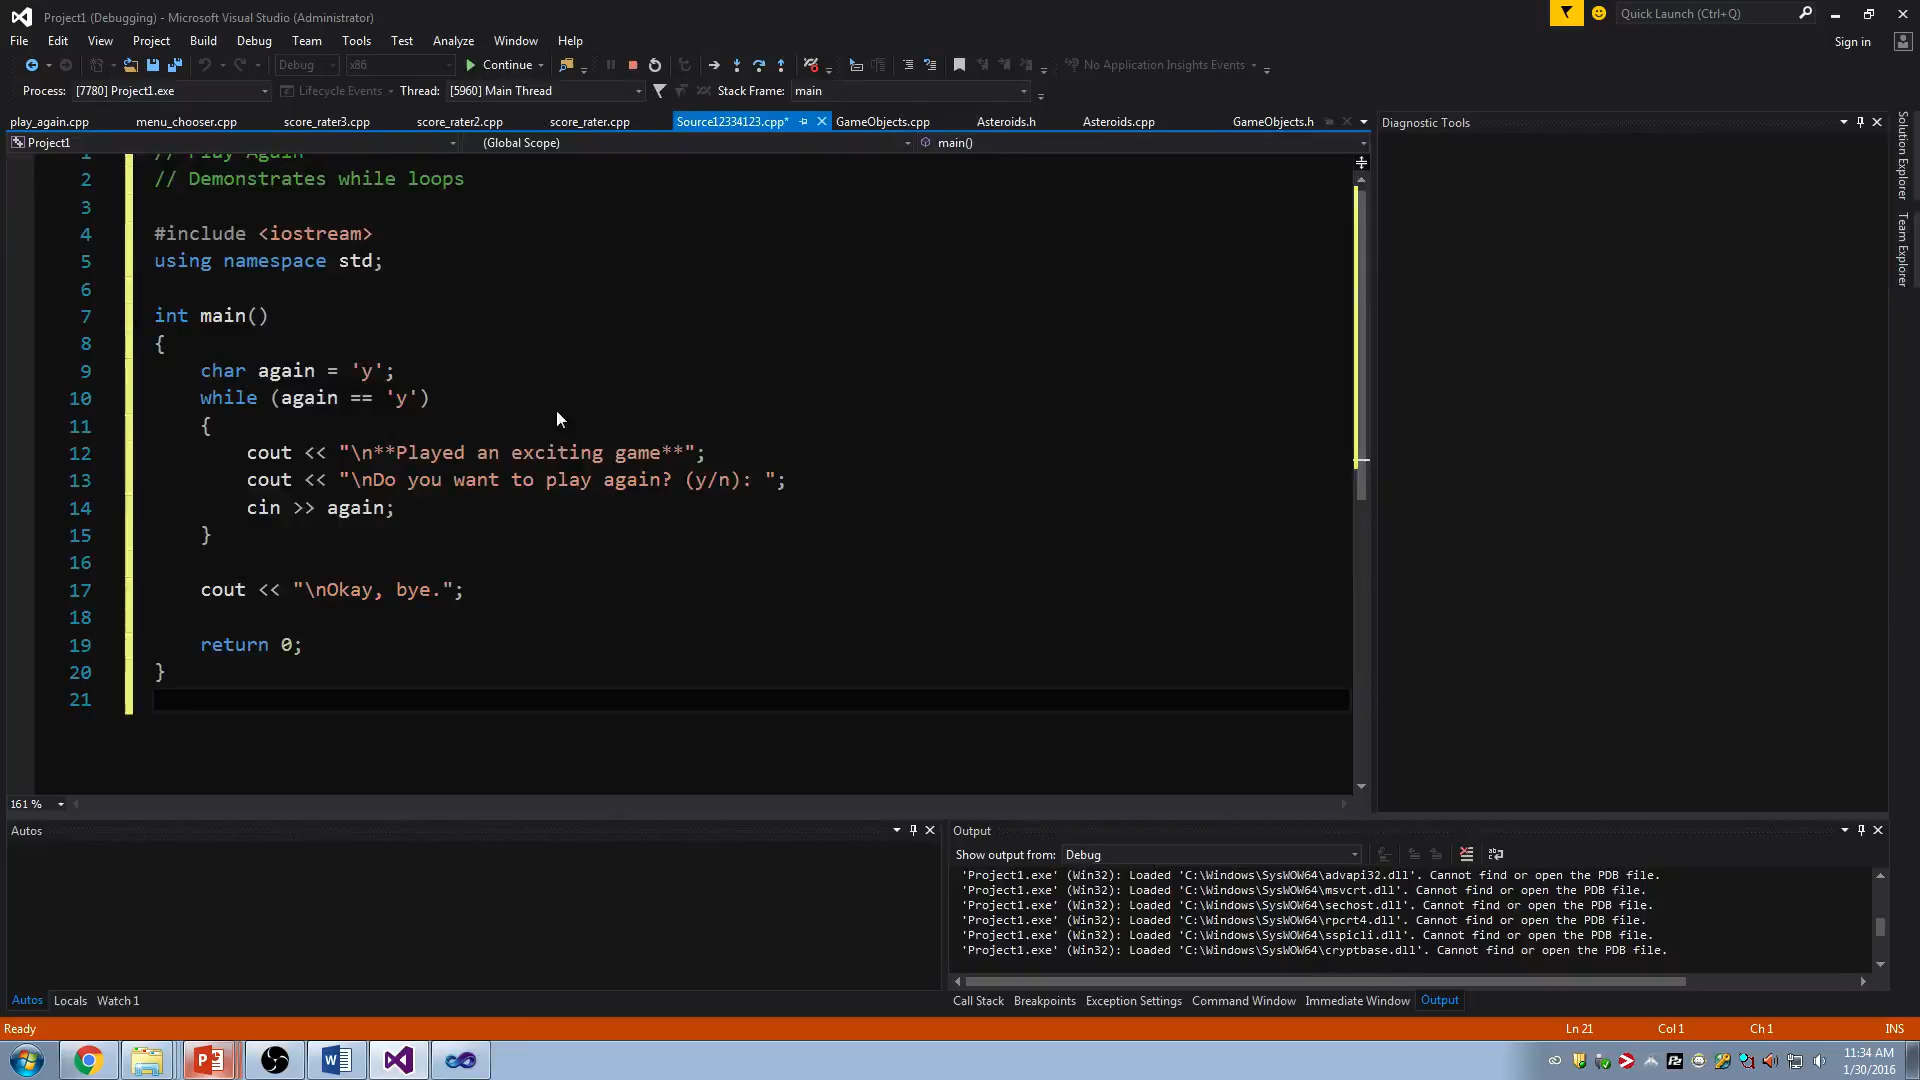 Project1 (Debugging) - Microsoft Visual Studio (Administrator)
Quick Launch (Ctrl+Q)
File Edit View Project Build Debug Team Tools Test Analyze Window Help
Sign in
Debug x86 Continue No Application Insights Events
Process: [7780] Project1.exe Lifecycle Events Thread: [5960] Main Thread Stack Frame: main
play_again.cpp menu_chooser.cpp score_rater3.cpp score_rater2.cpp score_rater.cpp Source12334123.cpp* GameObjects.cpp Asteroids.h Asteroids.cpp GameObjects.h
Diagnostic Tools
Solution Explorer
Team Explorer
Project1 (Global Scope) main()
1 // Play Again
2 // Demonstrates while loops
3
4 #include <iostream>
5 using namespace std;
6
7 int main()
8 {
9 char again = 'y';
10 while (again == 'y')
11 {
12 cout << "\n**Played an exciting game**";
13 cout << "\nDo you want to play again? (y/n): ";
14 cin >> again;
15 }
16
17 cout << "\nOkay, bye.";
18
19 return 0;
20 }
21
161 %
Autos
Output
Show output from: Debug
'Project1.exe' (Win32): Loaded 'C:\Windows\SysWOW64\advapi32.dll'. Cannot find or open the PDB file.
'Project1.exe' (Win32): Loaded 'C:\Windows\SysWOW64\msvcrt.dll'. Cannot find or open the PDB file.
'Project1.exe' (Win32): Loaded 'C:\Windows\SysWOW64\sechost.dll'. Cannot find or open the PDB file.
'Project1.exe' (Win32): Loaded 'C:\Windows\SysWOW64\rpcrt4.dll'. Cannot find or open the PDB file.
'Project1.exe' (Win32): Loaded 'C:\Windows\SysWOW64\sspicli.dll'. Cannot find or open the PDB file.
'Project1.exe' (Win32): Loaded 'C:\Windows\SysWOW64\cryptbase.dll'. Cannot find or open the PDB file.
Autos Locals Watch 1
Call Stack Breakpoints Exception Settings Command Window Immediate Window Output
Ready
Ln 21 Col 1 Ch 1 INS
11:34 AM
1/30/2016